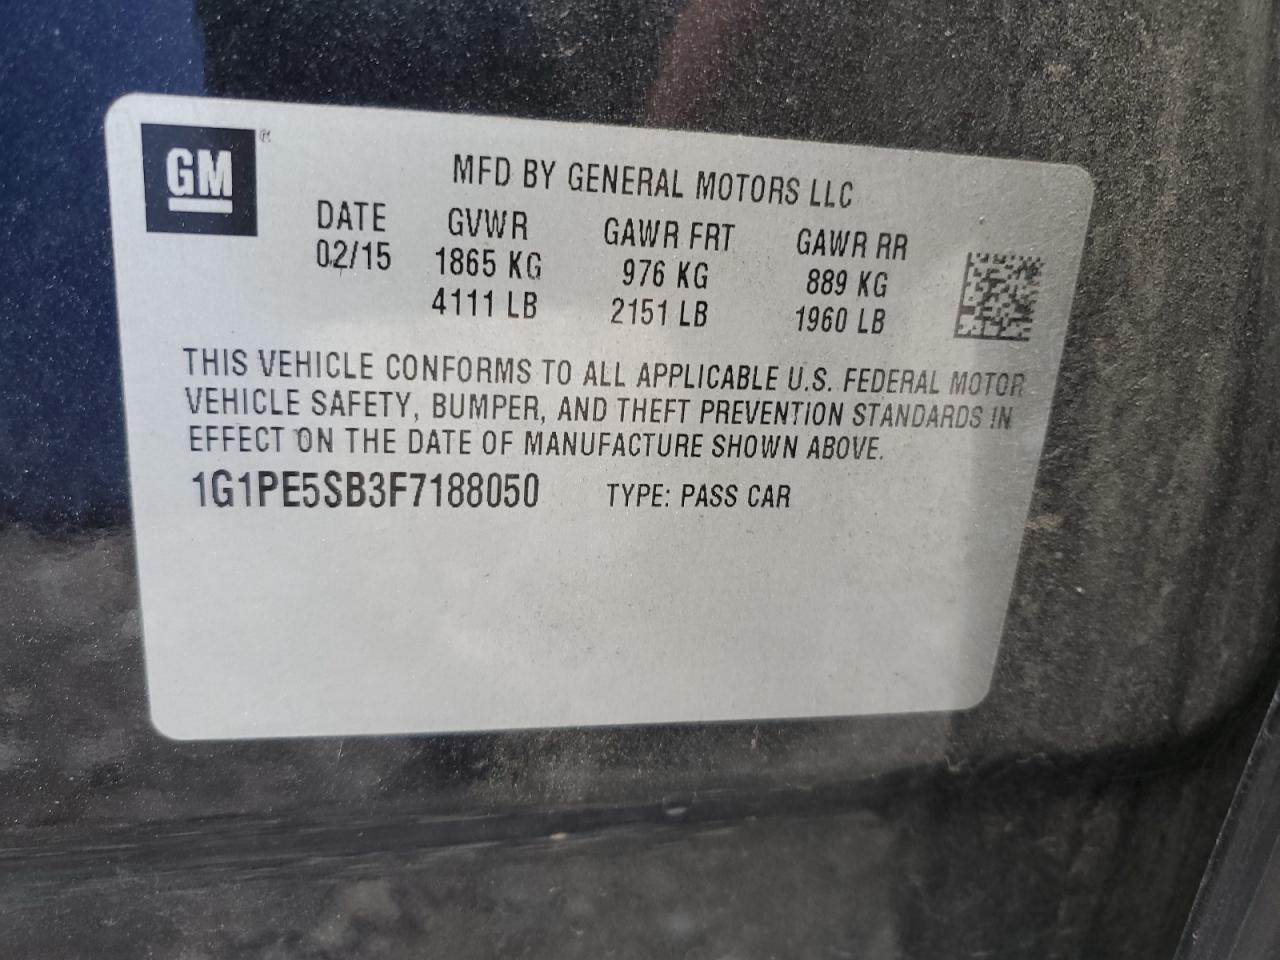 GM ®
MFD BY GENERAL MOTORS LLC
DATE GVWR GAWR FRT GAWR RR
02/15 1865 KG 976 KG 889 KG
4111 LB 2151 LB 1960 LB
THIS VEHICLE CONFORMS TO ALL APPLICABLE U.S. FEDERAL MOTOR
VEHICLE SAFETY, BUMPER, AND THEFT PREVENTION STANDARDS IN
EFFECT ON THE DATE OF MANUFACTURE SHOWN ABOVE.
1G1PE5SB3F7188050 TYPE: PASS CAR